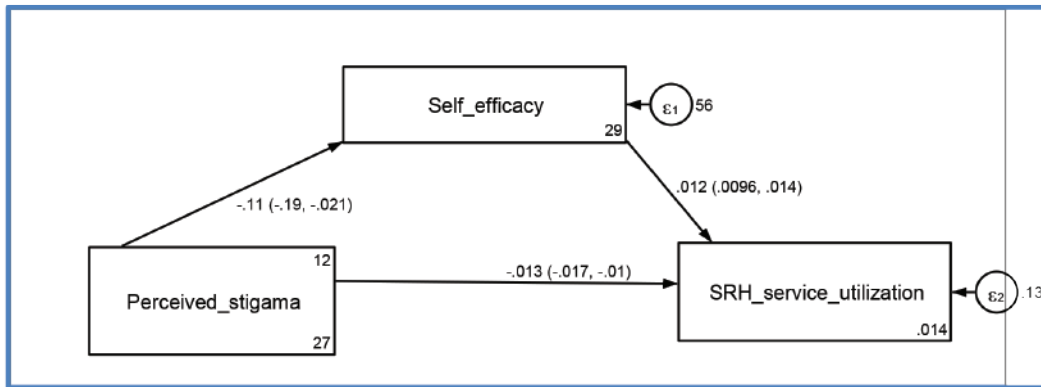 Self_efficacy
29
ε1 56
-.11 (-.19, -.021)
.012 (.0096, .014)
12
Perceived_stigama
27
-.013 (-.017, -.01)
SRH_service_utilization
.014
ε2 .13